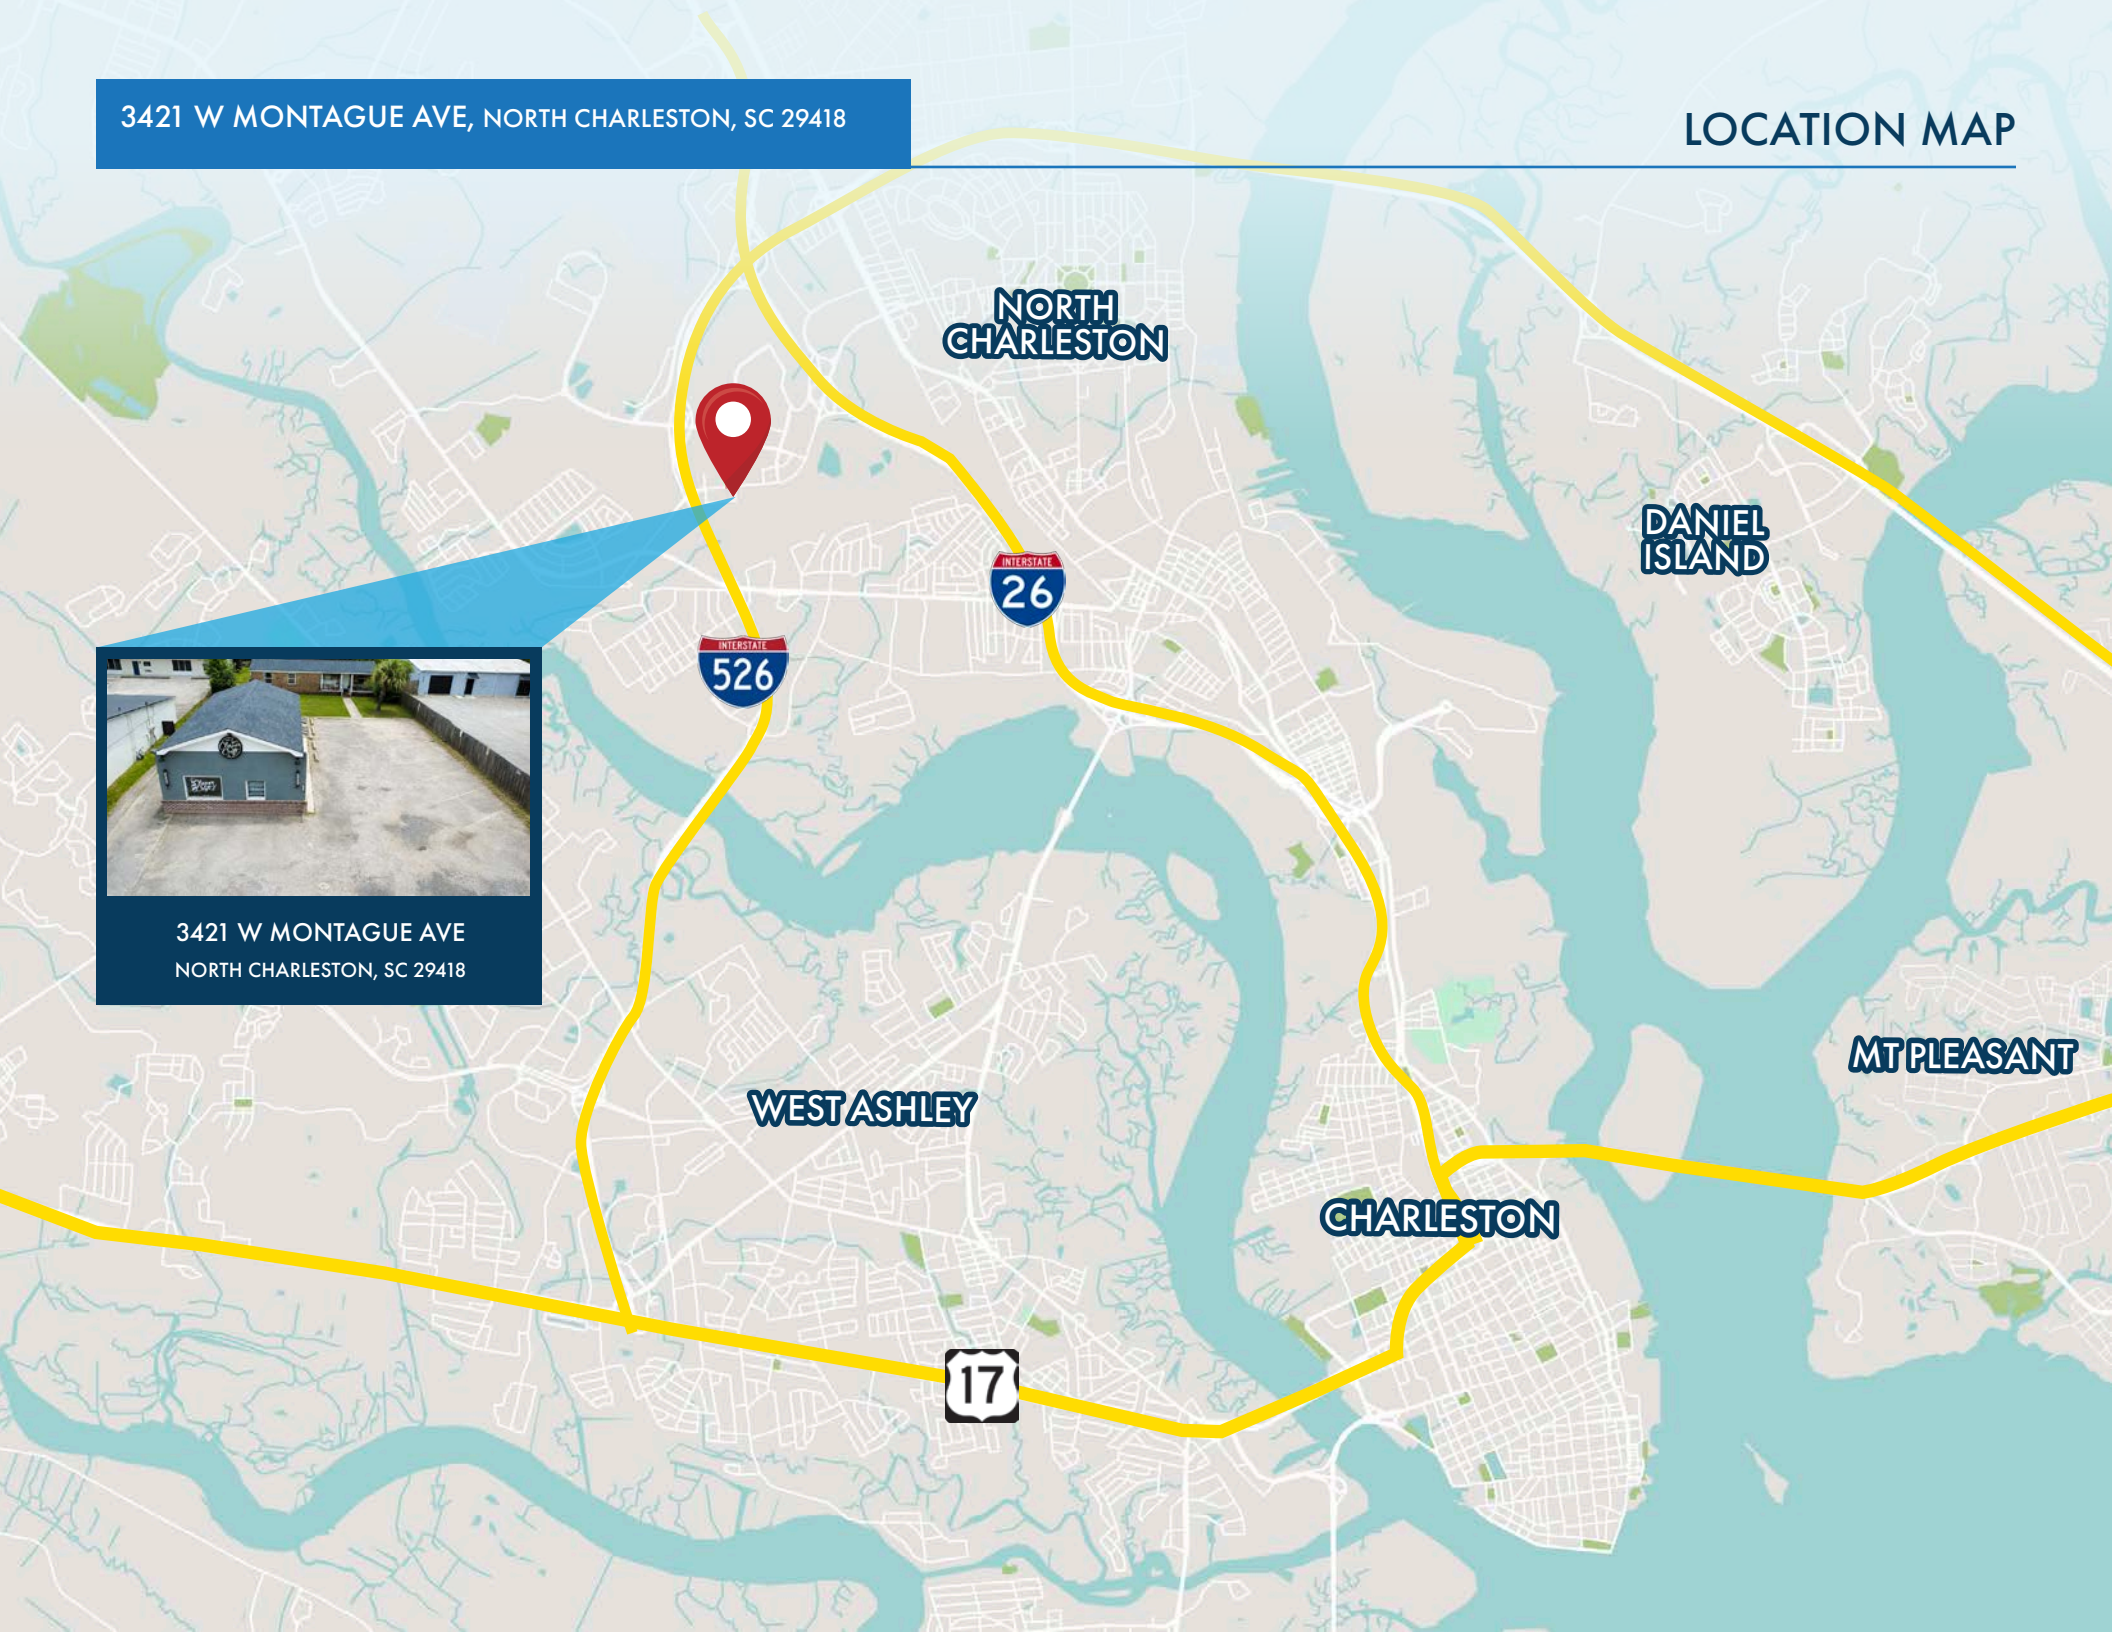 3421 W MONTAGUE AVE, NORTH CHARLESTON, SC 29418
LOCATION MAP
NORTH
CHARLESTON
DANIEL
ISLAND
INTERSTATE
26
INTERSTATE
526
3421 W MONTAGUE AVE
NORTH CHARLESTON, SC 29418
MT PLEASANT
WEST ASHLEY
CHARLESTON
17